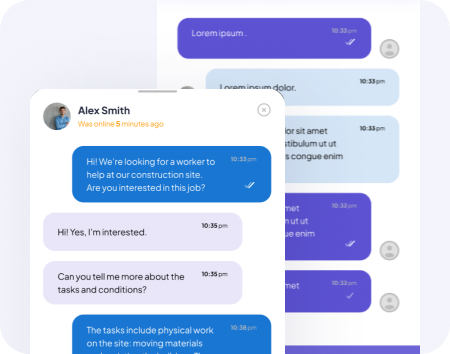 Lorem ipsum .
10:33 pm
Lorem ipsum dolor.
10:33 pm
lor sit amet
10:33 pm
stibulum ut ut
s congue enim
met
10:33 pm
m ut ut
ue enim
met
10:33 pm
Alex Smith
Was online 5 minutes ago
Hi! We're looking for a worker to
10:33 pm
help at our construction site.
Are you interested in this job?
Hi! Yes, I'm interested.
10:35 pm
Can you tell me more about the
10:35 pm
tasks and conditions?
The tasks include physical work
10:38 pm
on the site: moving materials